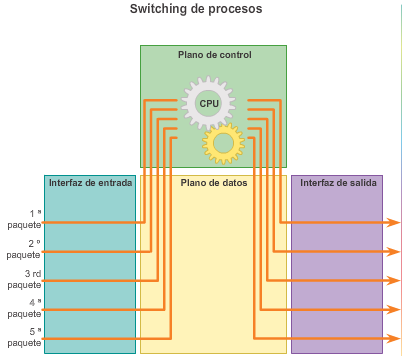 Switching de procesos
Plano de control
CPU
Interfaz de entrada
Plano de datos
Interfaz de salida
1 ª
paquete
2 º
paquete
3 rd
paquete
4 ª
paquete
5 ª
paquete